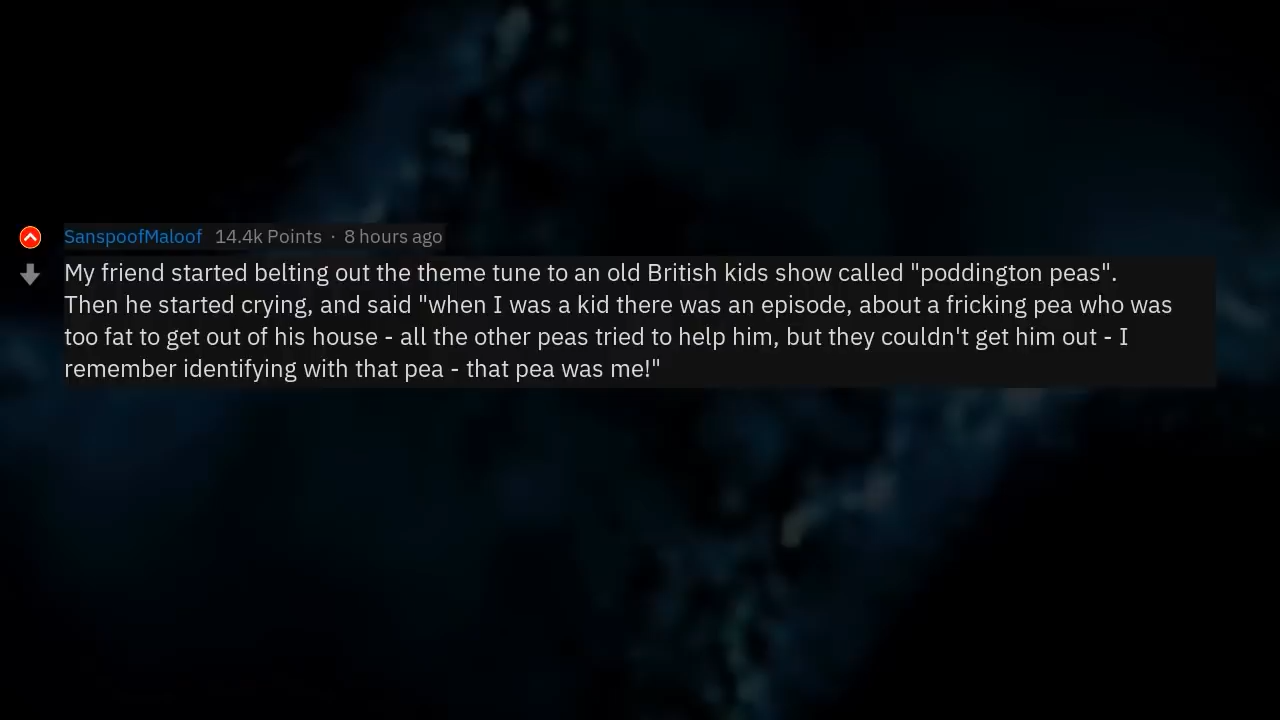 SanspoofMaloof 14.4k Points · 8 hours ago
My friend started belting out the theme tune to an old British kids show called "poddington peas".
Then he started crying, and said "when I was a kid there was an episode, about a fricking pea who was
too fat to get out of his house - all the other peas tried to help him, but they couldn't get him out - I
remember identifying with that pea - that pea was me!"